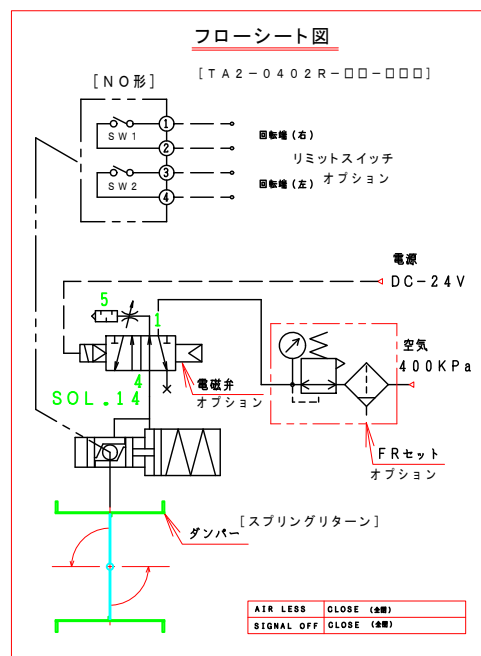 フローシート図
[TA2-0402R-□□-□□□]
[NO形]
SW1
SW2
1
2
3
4
回転端(右)
リミットスイッチ
オプション
回転端(左)
電源
DC-24V
5
1
4
SOL.14
電磁弁
オプション
空気
400KPa
FRセット
オプション
ダンパー
[スプリングリターン]
AIR LESS CLOSE (全閉)
SIGNAL OFF CLOSE (全閉)